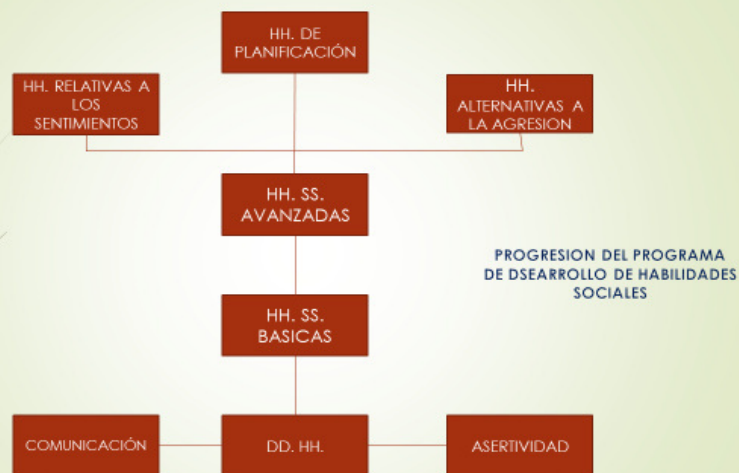 HH. DE
PLANIFICACIÓN
HH. RELATIVAS A
LOS
SENTIMIENTOS
HH.
ALTERNATIVAS A
LA AGRESION
HH. SS.
AVANZADAS
PROGRESION DEL PROGRAMA
DE DSEARROLLO DE HABILIDADES
SOCIALES
HH. SS.
BASICAS
COMUNICACIÓN
DD. HH.
ASERTIVIDAD